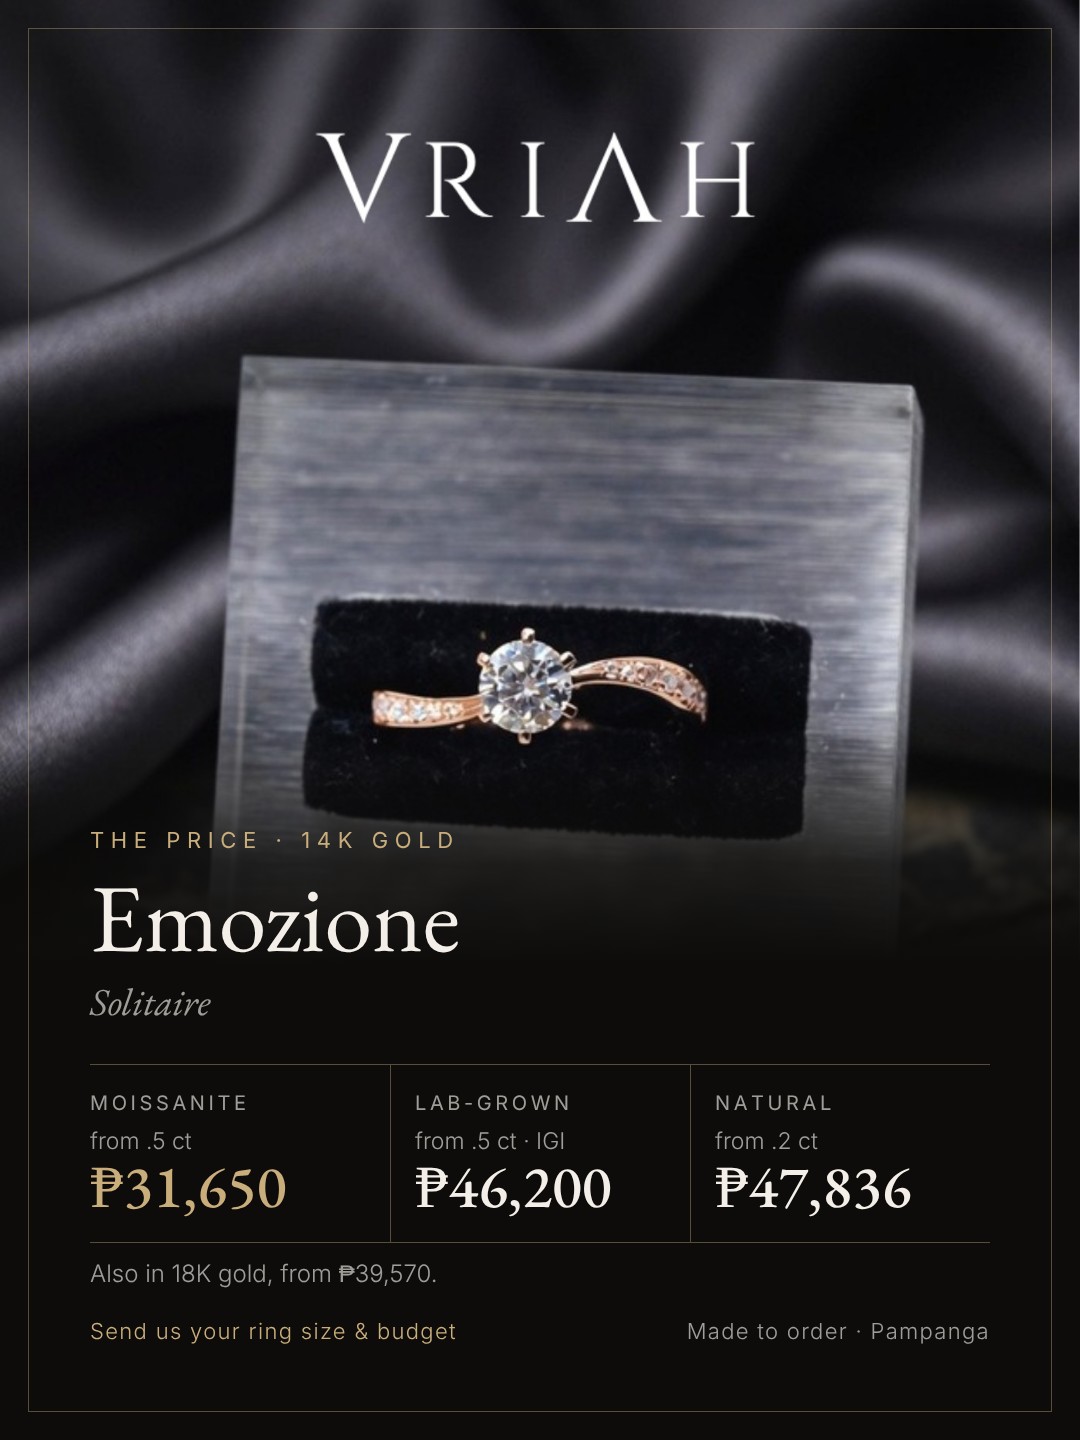 VRIAH
THE PRICE · 14K GOLD
Emozione
Solitaire
MOISSANITE
from .5 ct
₱31,650
LAB-GROWN
from .5 ct · IGI
₱46,200
NATURAL
from .2 ct
₱47,836
Also in 18K gold, from ₱39,570.
Send us your ring size & budget
Made to order · Pampanga